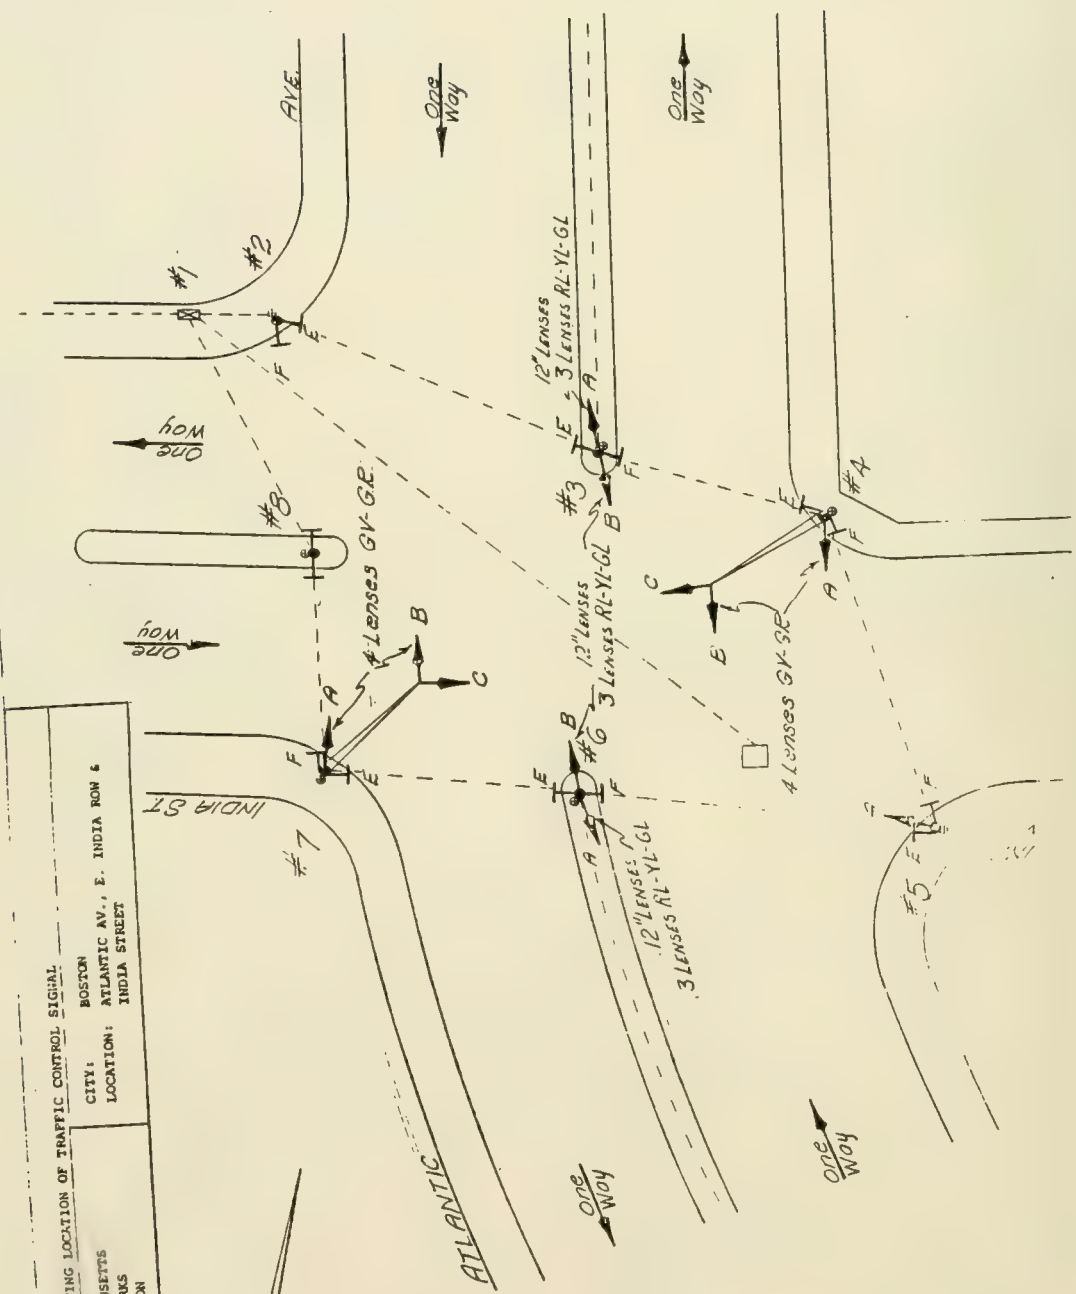 ING LOCATION OF TRAFFIC CONTROL SIGNAL
CITY: BOSTON
LOCATION: ATLANTIC AV., E. INDIA ROW &
INDIA STREET
SETTS
ON
AVE.
#1
#2
E
F
One
Way
One
Way
One
Way
One
Way
#8
4 Lenses GV-GR
A
B
C
F
E
#7
INDIA ST
12" LENSES
3 LENSES RL-YL-GL
A
E
F
B
#3
12" LENSES
3 LENSES RL-YL-GL
#4
E
F
A
B
C
4 Lenses GV-GR
#6
B
E
F
A
12" LENSES
3 LENSES RL-YL-GL
#5
E
F
ATLANTIC
One
Way
One
Way